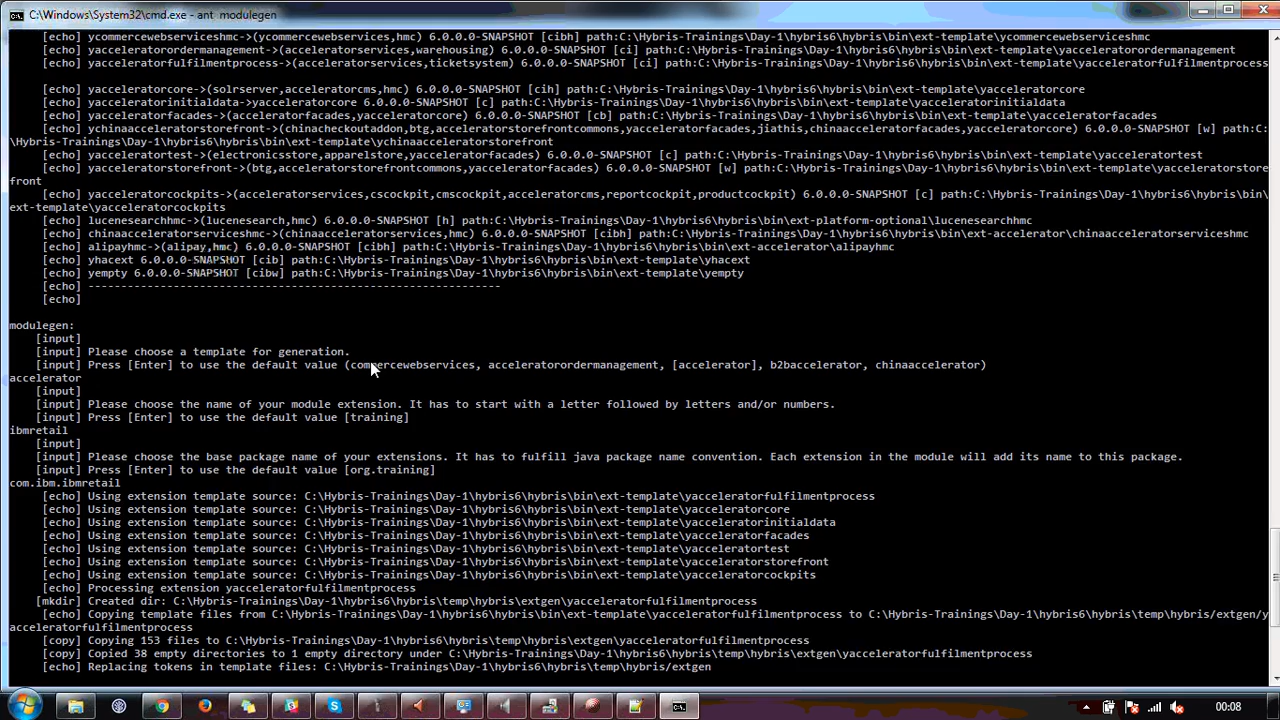 C:\Windows\System32\cmd.exe - ant modulegen
[echo] ycommercewebserviceshmc->(ycommercewebservices,hmc) 6.0.0.0-SNAPSHOT [cibh] path:C:\Hybris-Trainings\Day-1\hybris6\hybris\bin\ext-template\ycommercewebserviceshmc
[echo] yacceleratorordermanagement->(acceleratorservices,warehousing) 6.0.0.0-SNAPSHOT [ci] path:C:\Hybris-Trainings\Day-1\hybris6\hybris\bin\ext-template\yacceleratorordermanagement
[echo] yacceleratorfulfilmentprocess->(acceleratorservices,ticketsystem) 6.0.0.0-SNAPSHOT [ci] path:C:\Hybris-Trainings\Day-1\hybris6\hybris\bin\ext-template\yacceleratorfulfilmentprocess
[echo] yacceleratorcore->(solrserver,acceleratorcms,hmc) 6.0.0.0-SNAPSHOT [cih] path:C:\Hybris-Trainings\Day-1\hybris6\hybris\bin\ext-template\yacceleratorcore
[echo] yacceleratorinitialdata->yacceleratorcore 6.0.0.0-SNAPSHOT [c] path:C:\Hybris-Trainings\Day-1\hybris6\hybris\bin\ext-template\yacceleratorinitialdata
[echo] yacceleratorfacades->(acceleratorfacades,yacceleratorcore) 6.0.0.0-SNAPSHOT [cb] path:C:\Hybris-Trainings\Day-1\hybris6\hybris\bin\ext-template\yacceleratorfacades
[echo] ychinaacceleratorstorefront->(chinacheckoutaddon,btg,acceleratorstorefrontcommons,yacceleratorfacades,jiathis,chinaacceleratorfacades,yacceleratorcore) 6.0.0.0-SNAPSHOT [w] path:C:
\Hybris-Trainings\Day-1\hybris6\hybris\bin\ext-template\ychinaacceleratorstorefront
[echo] yacceleratortest->(electronicsstore,apparelstore,yacceleratorfacades) 6.0.0.0-SNAPSHOT [c] path:C:\Hybris-Trainings\Day-1\hybris6\hybris\bin\ext-template\yacceleratortest
[echo] yacceleratorstorefront->(btg,acceleratorstorefrontcommons,yacceleratorfacades) 6.0.0.0-SNAPSHOT [w] path:C:\Hybris-Trainings\Day-1\hybris6\hybris\bin\ext-template\yacceleratorstore
front
[echo] yacceleratorcockpits->(acceleratorservices,cscockpit,cmscockpit,acceleratorcms,reportcockpit,productcockpit) 6.0.0.0-SNAPSHOT [c] path:C:\Hybris-Trainings\Day-1\hybris6\hybris\bin\
ext-template\yacceleratorcockpits
[echo] lucenesearchhmc->(lucenesearch,hmc) 6.0.0.0-SNAPSHOT [h] path:C:\Hybris-Trainings\Day-1\hybris6\hybris\bin\ext-platform-optional\lucenesearchhmc
[echo] chinaacceleratorserviceshmc->(chinaacceleratorservices,hmc) 6.0.0.0-SNAPSHOT [cibh] path:C:\Hybris-Trainings\Day-1\hybris6\hybris\bin\ext-accelerator\chinaacceleratorserviceshmc
[echo] alipayhmc->(alipay,hmc) 6.0.0.0-SNAPSHOT [cibh] path:C:\Hybris-Trainings\Day-1\hybris6\hybris\bin\ext-accelerator\alipayhmc
[echo] yhacext 6.0.0.0-SNAPSHOT [cib] path:C:\Hybris-Trainings\Day-1\hybris6\hybris\bin\ext-template\yhacext
[echo] yempty 6.0.0.0-SNAPSHOT [cibw] path:C:\Hybris-Trainings\Day-1\hybris6\hybris\bin\ext-template\yempty
[echo] --------------------------------------------------------------
[echo]
modulegen:
[input]
[input] Please choose a template for generation.
[input] Press [Enter] to use the default value (commercewebservices, acceleratorordermanagement, [accelerator], b2baccelerator, chinaaccelerator)
accelerator
[input]
[input] Please choose the name of your module extension. It has to start with a letter followed by letters and/or numbers.
[input] Press [Enter] to use the default value [training]
ibmretail
[input]
[input] Please choose the base package name of your extensions. It has to fulfill java package name convention. Each extension in the module will add its name to this package.
[input] Press [Enter] to use the default value [org.training]
com.ibm.ibmretail
[echo] Using extension template source: C:\Hybris-Trainings\Day-1\hybris6\hybris\bin\ext-template\yacceleratorfulfilmentprocess
[echo] Using extension template source: C:\Hybris-Trainings\Day-1\hybris6\hybris\bin\ext-template\yacceleratorcore
[echo] Using extension template source: C:\Hybris-Trainings\Day-1\hybris6\hybris\bin\ext-template\yacceleratorinitialdata
[echo] Using extension template source: C:\Hybris-Trainings\Day-1\hybris6\hybris\bin\ext-template\yacceleratorfacades
[echo] Using extension template source: C:\Hybris-Trainings\Day-1\hybris6\hybris\bin\ext-template\yacceleratortest
[echo] Using extension template source: C:\Hybris-Trainings\Day-1\hybris6\hybris\bin\ext-template\yacceleratorstorefront
[echo] Using extension template source: C:\Hybris-Trainings\Day-1\hybris6\hybris\bin\ext-template\yacceleratorcockpits
[echo] Processing extension yacceleratorfulfilmentprocess
[mkdir] Created dir: C:\Hybris-Trainings\Day-1\hybris6\hybris\temp\hybris\extgen\yacceleratorfulfilmentprocess
[echo] Copying template files from C:\Hybris-Trainings\Day-1\hybris6\hybris\bin\ext-template\yacceleratorfulfilmentprocess to C:\Hybris-Trainings\Day-1\hybris6\hybris\temp\hybris/extgen/y
acceleratorfulfilmentprocess
[copy] Copying 153 files to C:\Hybris-Trainings\Day-1\hybris6\hybris\temp\hybris\extgen\yacceleratorfulfilmentprocess
[copy] Copied 38 empty directories to 1 empty directory under C:\Hybris-Trainings\Day-1\hybris6\hybris\temp\hybris\extgen\yacceleratorfulfilmentprocess
[echo] Replacing tokens in template files: C:\Hybris-Trainings\Day-1\hybris6\hybris\temp\hybris/extgen
00:08